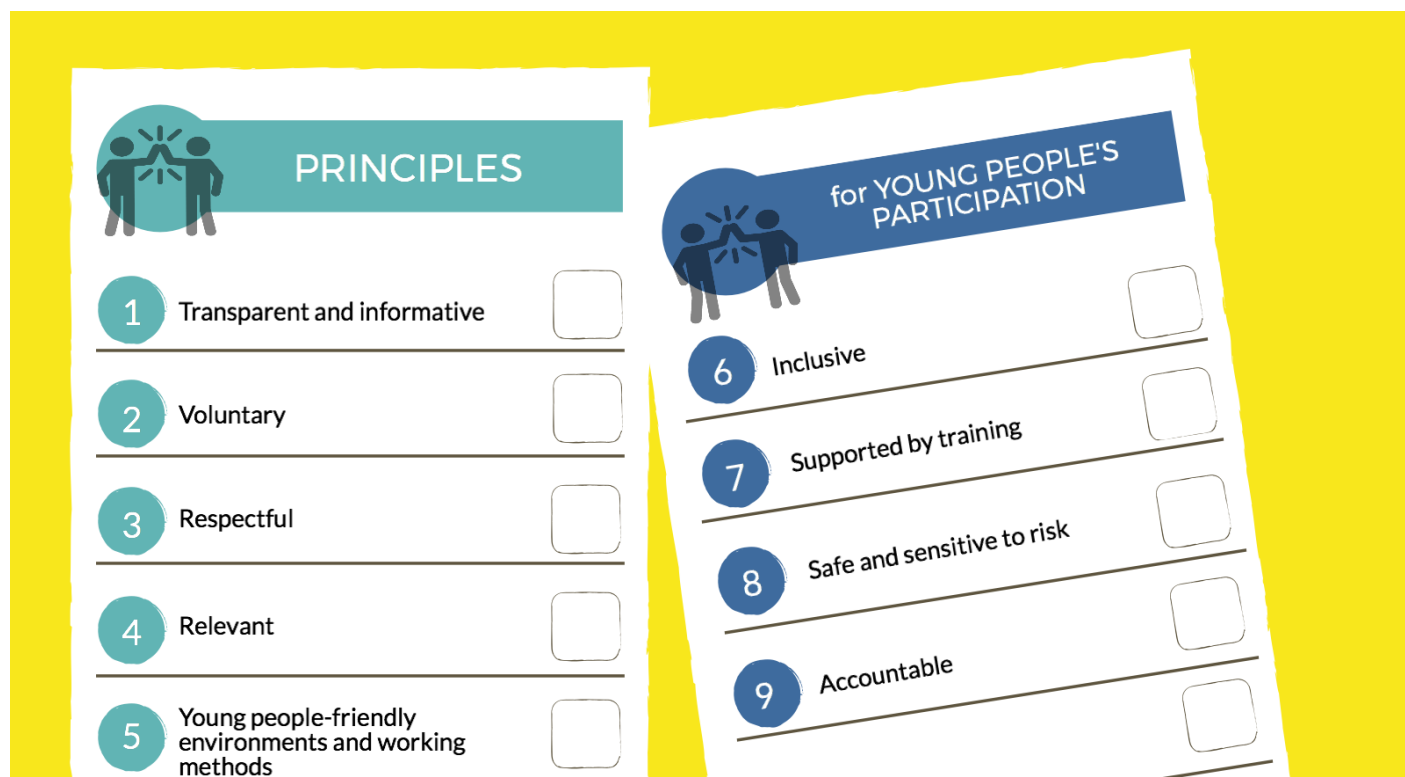 PRINCIPLES
1 Transparent and informative
2 Voluntary
3 Respectful
4 Relevant
5 Young people-friendly
environments and working
methods
for YOUNG PEOPLE'S
PARTICIPATION
6 Inclusive
7 Supported by training
8 Safe and sensitive to risk
9 Accountable